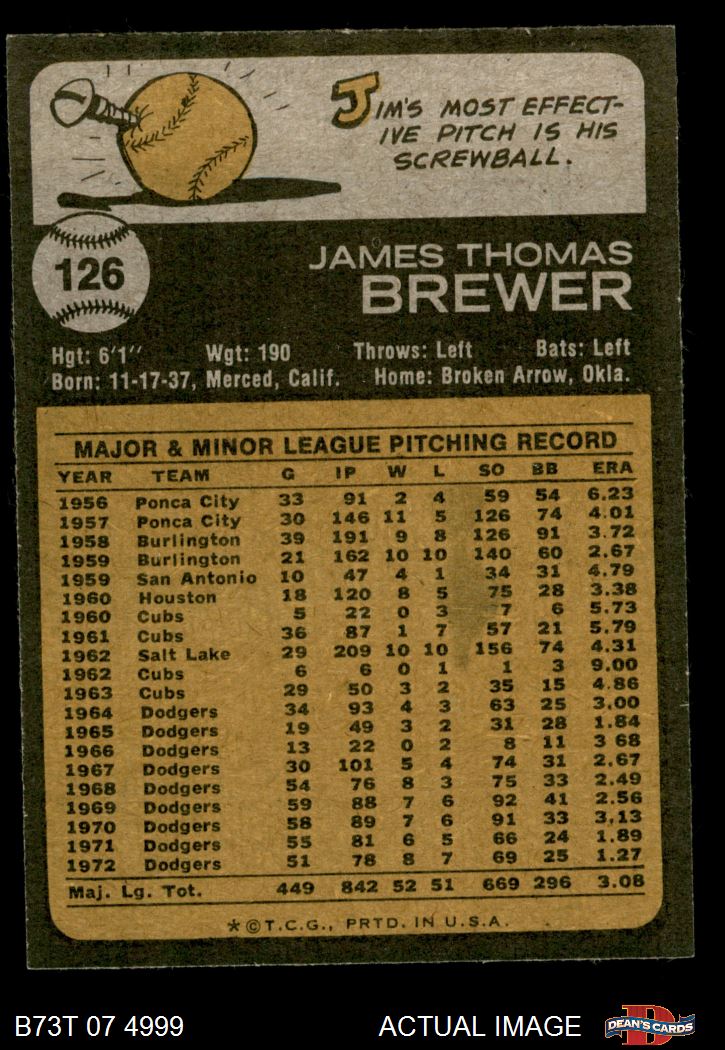 JIM'S MOST EFFECT-
IVE PITCH IS HIS
SCREWBALL.
126
JAMES THOMAS
BREWER
Hgt: 6'1" Wgt: 190 Throws: Left Bats: Left
Born: 11-17-37, Merced, Calif. Home: Broken Arrow, Okla.
MAJOR & MINOR LEAGUE PITCHING RECORD
YEAR TEAM G IP W L SO BB ERA
1956 Ponca City 33 91 2 4 59 54 6.23
1957 Ponca City 30 146 11 5 126 74 4.01
1958 Burlington 39 191 9 8 126 91 3.72
1959 Burlington 21 162 10 10 140 60 2.67
1959 San Antonio 10 47 4 1 34 31 4.79
1960 Houston 18 120 8 5 75 28 3.38
1960 Cubs 5 22 0 3 7 6 5.73
1961 Cubs 36 87 1 7 57 21 5.79
1962 Salt Lake 29 209 10 10 156 74 4.31
1962 Cubs 6 6 0 1 1 3 9.00
1963 Cubs 29 50 3 2 35 15 4.86
1964 Dodgers 34 93 4 3 63 25 3.00
1965 Dodgers 19 49 3 2 31 28 1.84
1966 Dodgers 13 22 0 2 8 11 3 68
1967 Dodgers 30 101 5 4 74 31 2.67
1968 Dodgers 54 76 8 3 75 33 2.49
1969 Dodgers 59 88 7 6 92 41 2.56
1970 Dodgers 58 89 7 6 91 33 3.13
1971 Dodgers 55 81 6 5 66 24 1.89
1972 Dodgers 51 78 8 7 69 25 1.27
Maj. Lg. Tot. 449 842 52 51 669 296 3.08
*©T.C.G., PRTD. IN U.S.A.
B73T 07 4999 ACTUAL IMAGE
D
DEAN'S CARDS